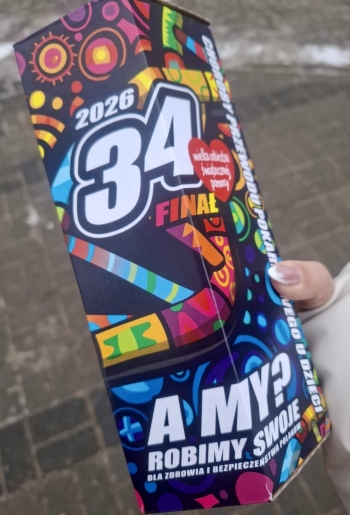 2026
34
wielka orkiestra
świątecznej
pomocy
FINAŁ
A MY?
ROBIMY SWOJE
DLA ZDROWIA I BEZPIECZEŃSTWA POLAKÓW